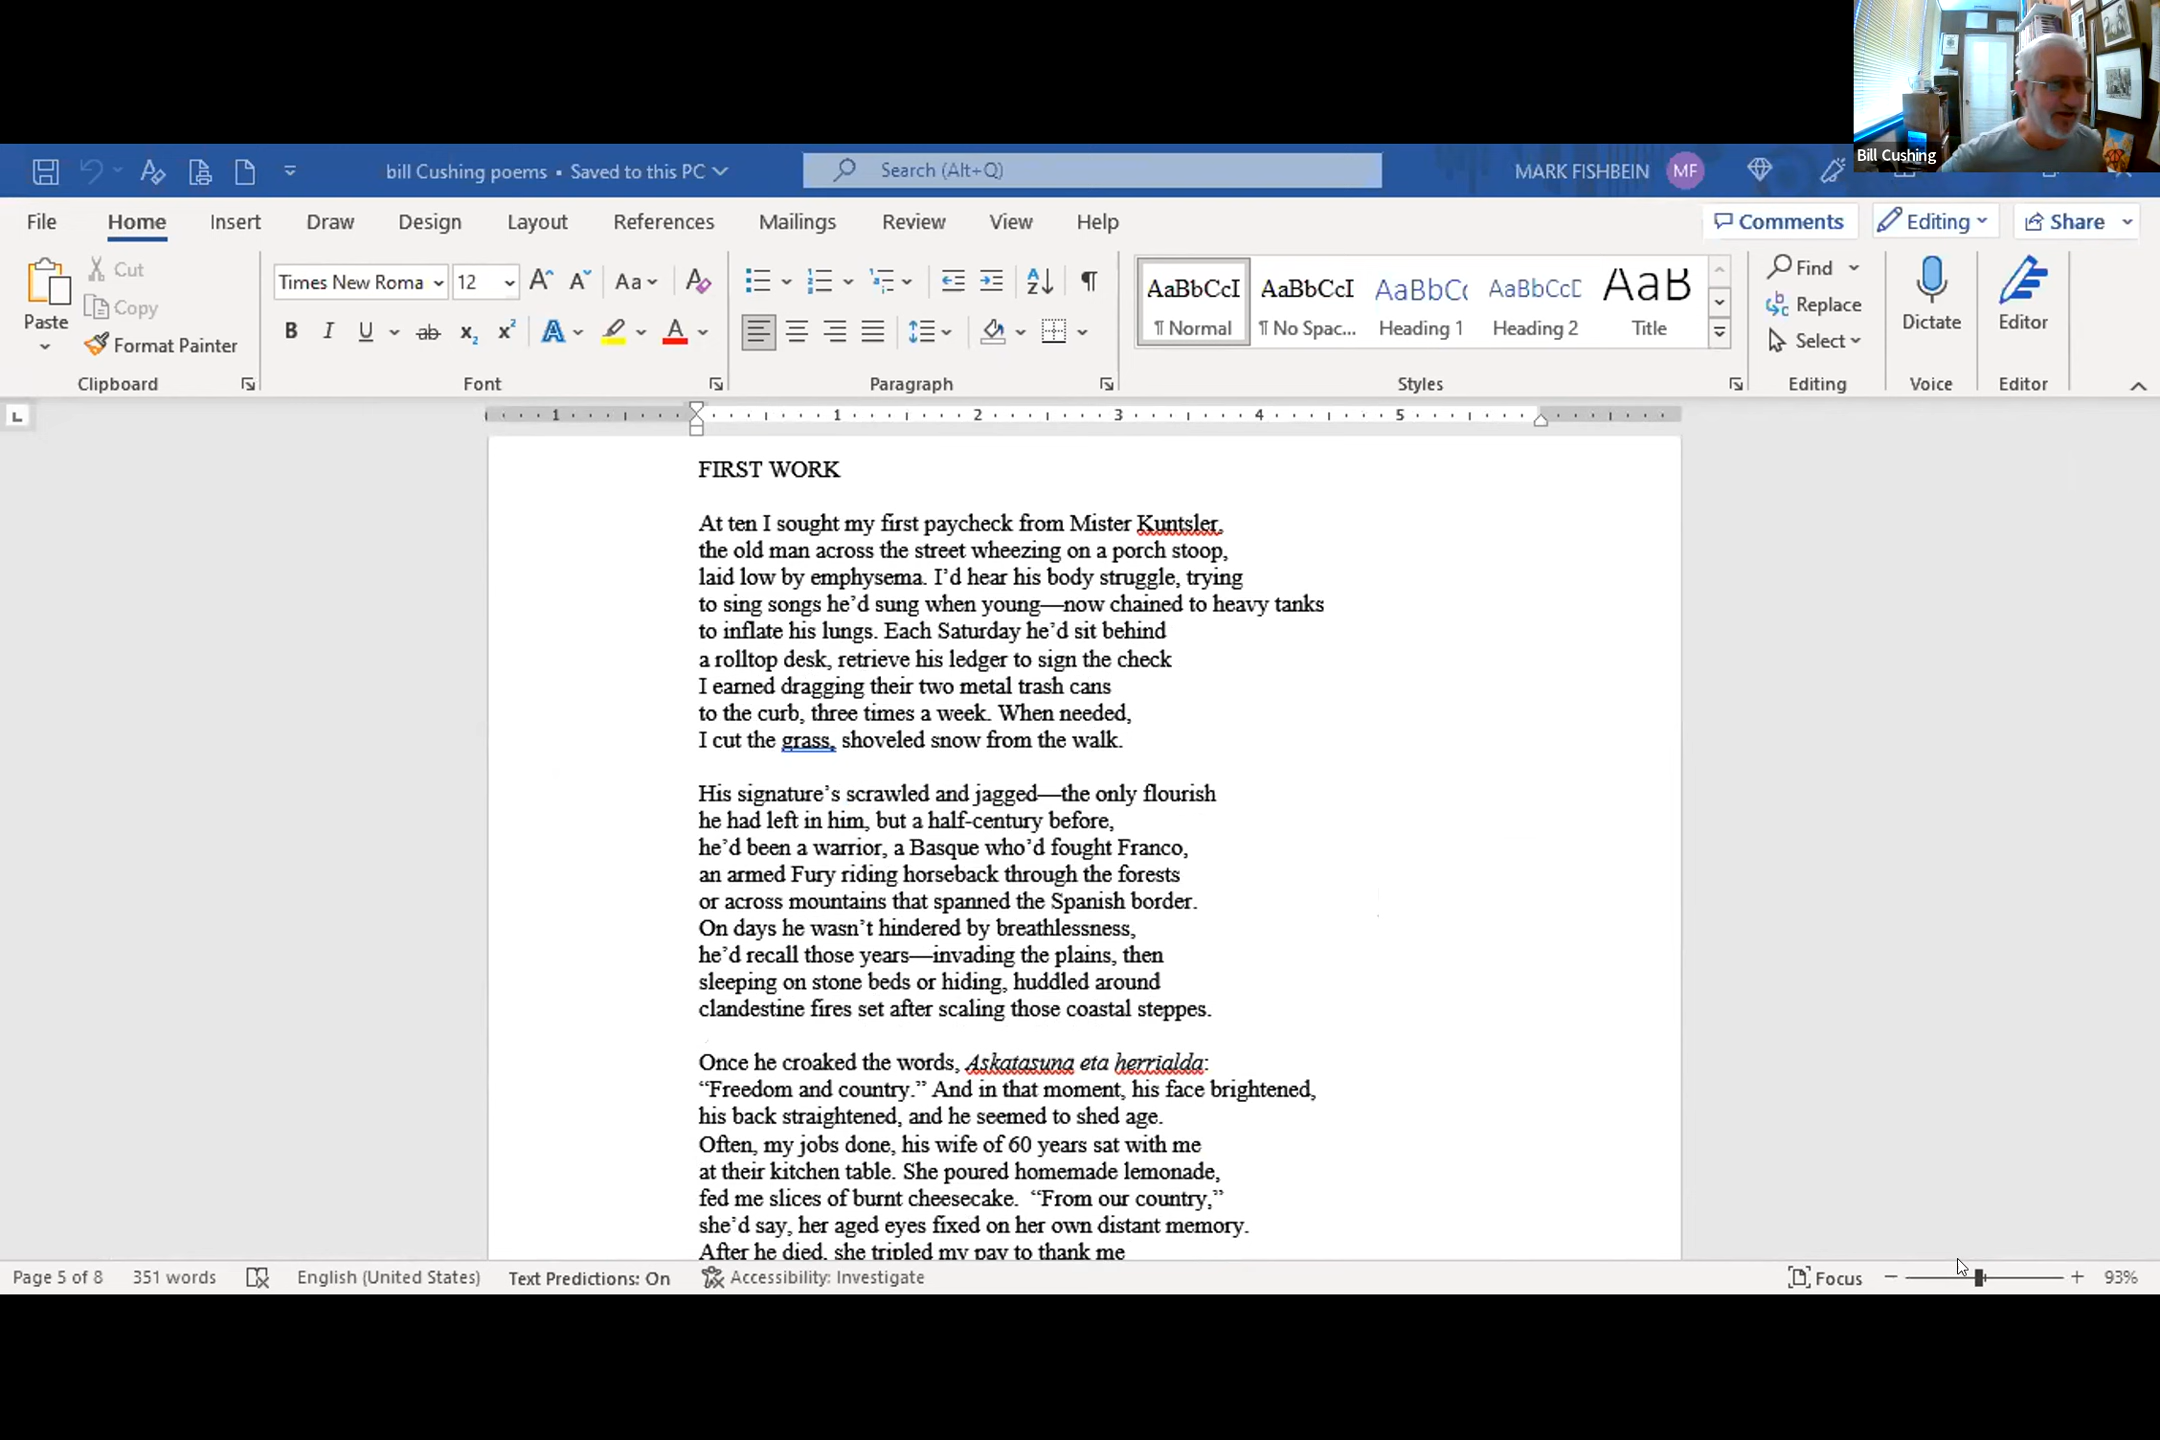 Bill Cushing
bill Cushing poems • Saved to this PC
Search (Alt+Q)
MARK FISHBEIN
MF
File Home Insert Draw Design Layout References Mailings Review View Help
Comments Editing Share
Paste
Cut
Copy
Format Painter
Clipboard
Times New Roma 12
Font
Paragraph
AaBbCcI AaBbCcI AaBbC AaBbCcD AaB
¶ Normal ¶ No Spac... Heading 1 Heading 2 Title
Styles
Find
Replace
Select
Editing
Dictate
Voice
Editor
Editor
1 1 2 3 4 5
FIRST WORK
At ten I sought my first paycheck from Mister Kuntsler,
the old man across the street wheezing on a porch stoop,
laid low by emphysema. I’d hear his body struggle, trying
to sing songs he’d sung when young—now chained to heavy tanks
to inflate his lungs. Each Saturday he’d sit behind
a rolltop desk, retrieve his ledger to sign the check
I earned dragging their two metal trash cans
to the curb, three times a week. When needed,
I cut the grass, shoveled snow from the walk.
His signature’s scrawled and jagged—the only flourish
he had left in him, but a half-century before,
he’d been a warrior, a Basque who’d fought Franco,
an armed Fury riding horseback through the forests
or across mountains that spanned the Spanish border.
On days he wasn’t hindered by breathlessness,
he’d recall those years—invading the plains, then
sleeping on stone beds or hiding, huddled around
clandestine fires set after scaling those coastal steppes.
Once he croaked the words, Askatasuna eta herrialda:
“Freedom and country.” And in that moment, his face brightened,
his back straightened, and he seemed to shed age.
Often, my jobs done, his wife of 60 years sat with me
at their kitchen table. She poured homemade lemonade,
fed me slices of burnt cheesecake. “From our country,”
she’d say, her aged eyes fixed on her own distant memory.
After he died, she tripled my pay to thank me
Page 5 of 8 351 words English (United States) Text Predictions: On Accessibility: Investigate Focus 93%